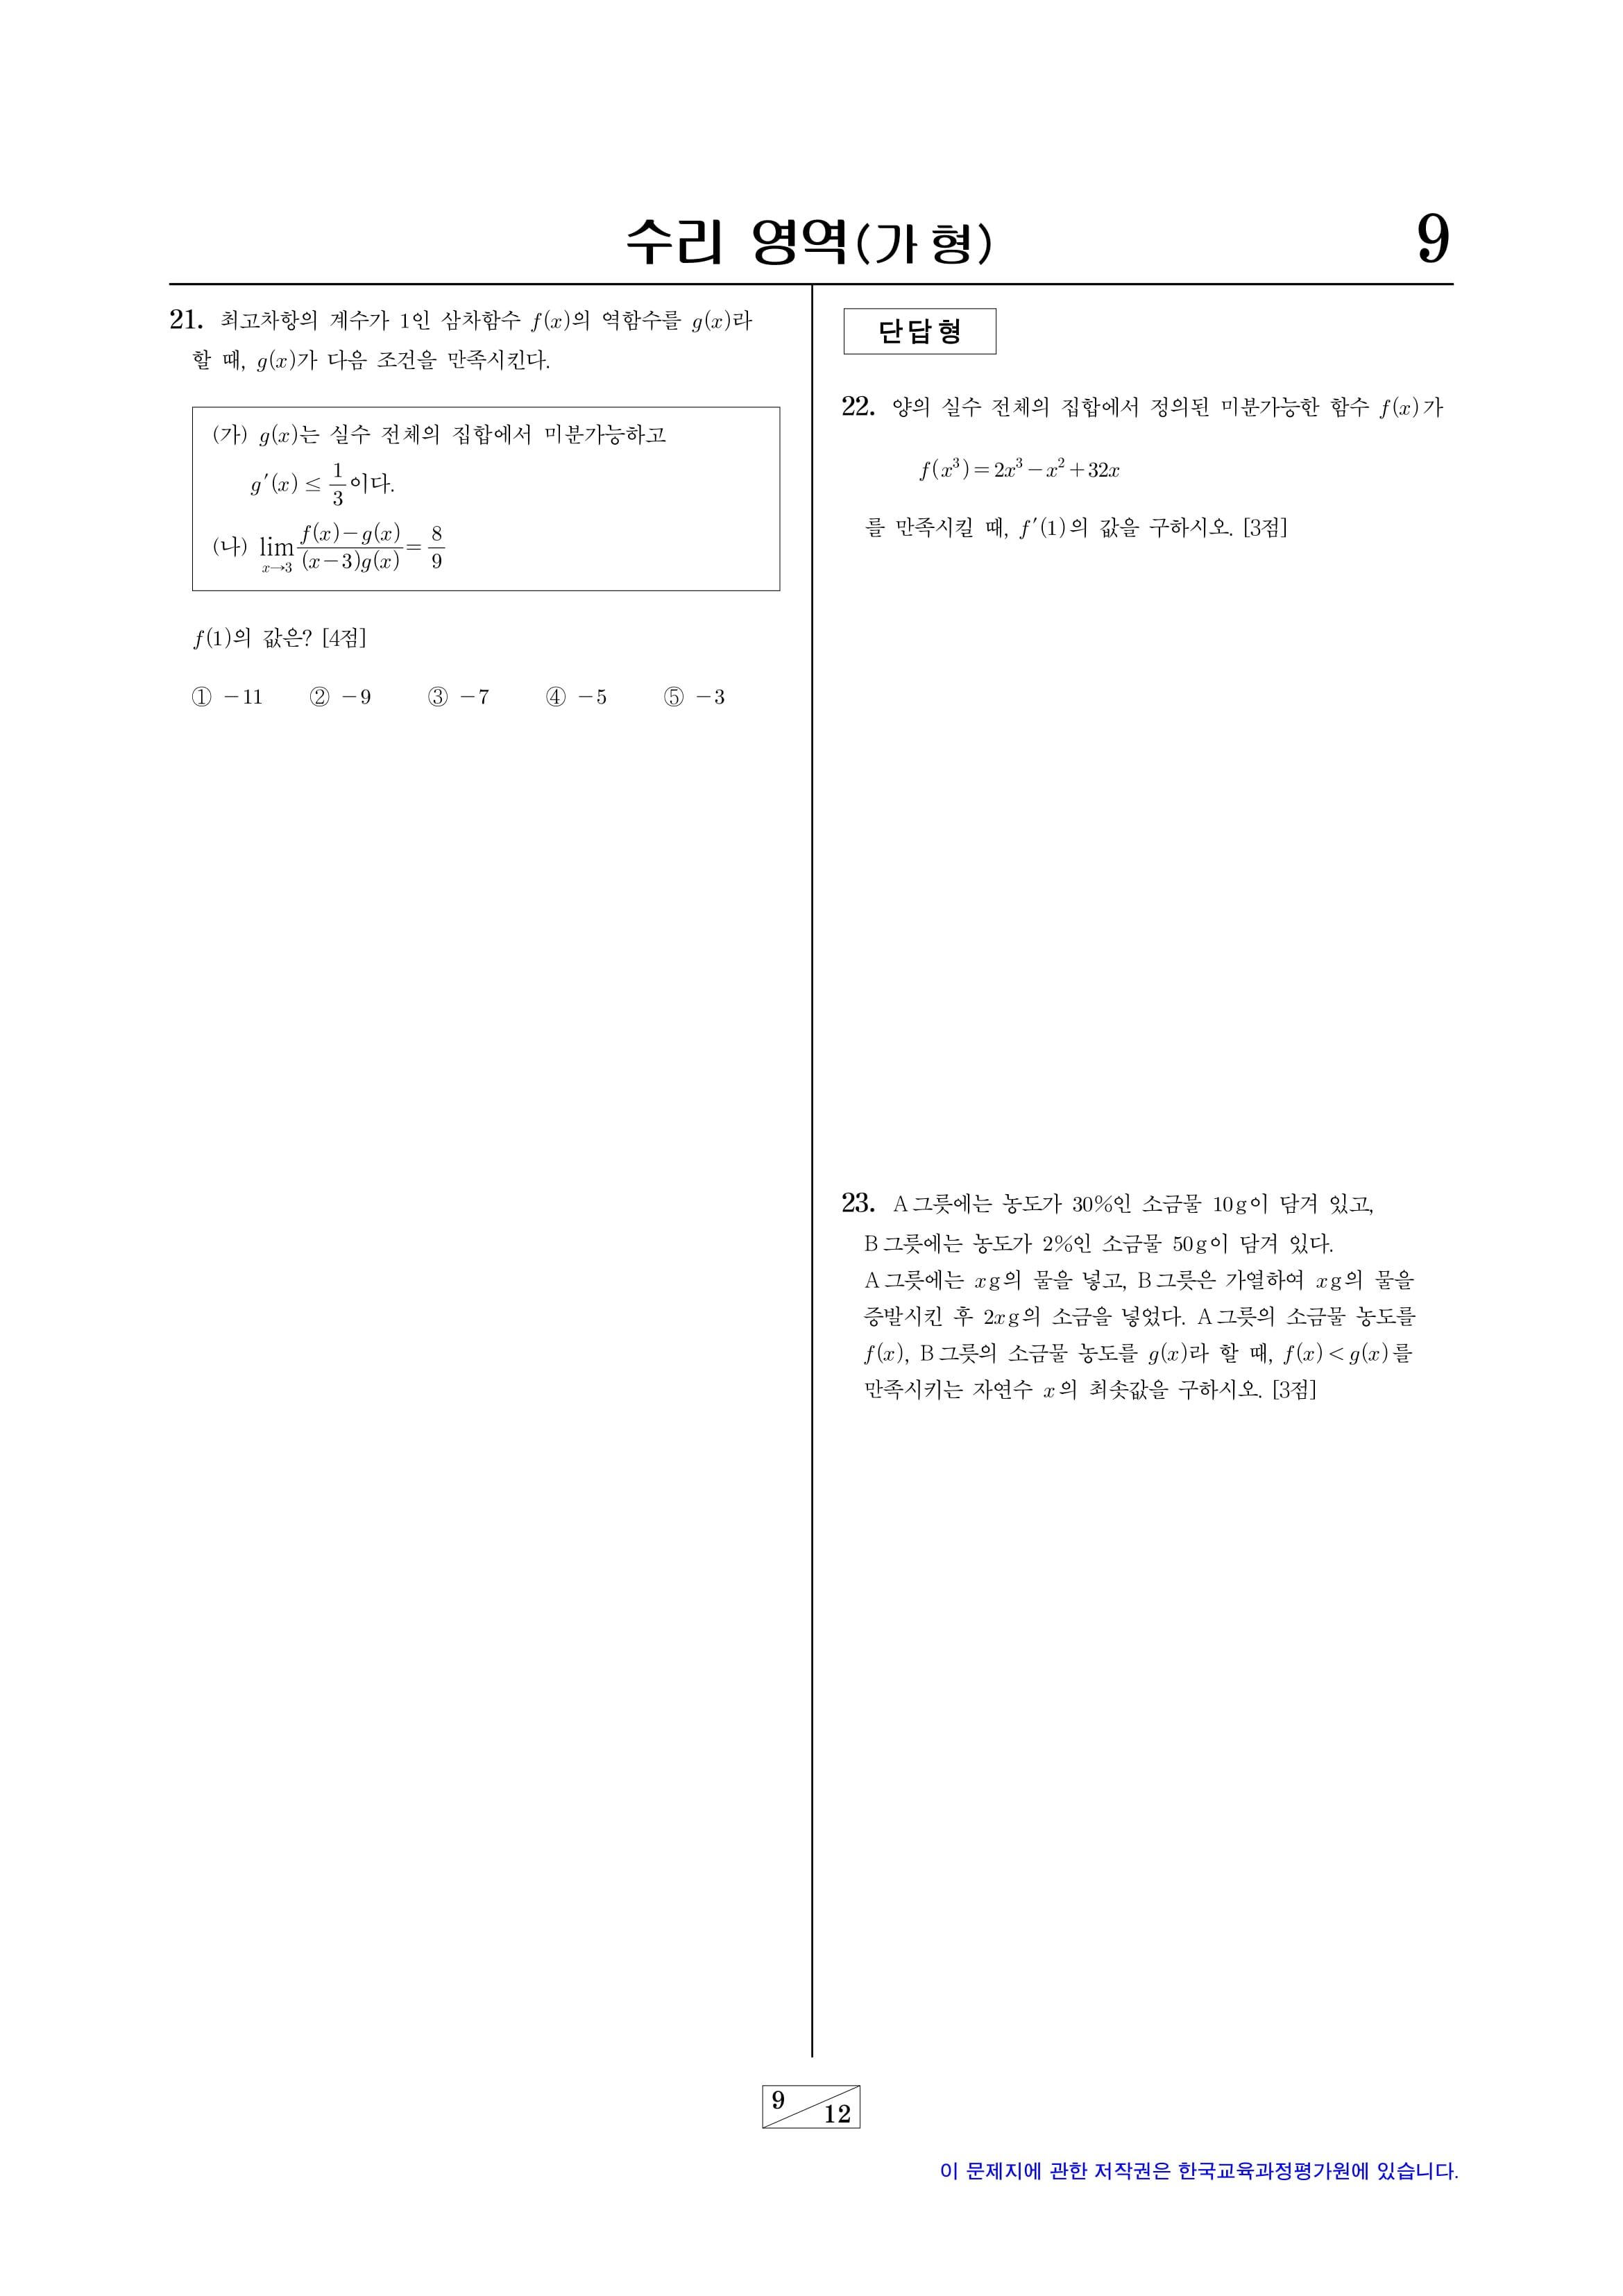 수리 영역(가 형)
9
21. 최고차항의 계수가 1인 삼차함수 f(x)의 역함수를 g(x)라
할 때, g(x)가 다음 조건을 만족시킨다.
(가) g(x)는 실수 전체의 집합에서 미분가능하고
g′(x) ≤ 1/3 이다.
(나) lim_{x→3} (f(x)−g(x))/((x−3)g(x)) = 8/9
f(1)의 값은? [4점]
① −11 ② −9 ③ −7 ④ −5 ⑤ −3
단답형
22. 양의 실수 전체의 집합에서 정의된 미분가능한 함수 f(x)가
f(x³) = 2x³ − x² + 32x
를 만족시킬 때, f′(1)의 값을 구하시오. [3점]
23. A그릇에는 농도가 30%인 소금물 10g이 담겨 있고,
B그릇에는 농도가 2%인 소금물 50g이 담겨 있다.
A그릇에는 xg의 물을 넣고, B그릇은 가열하여 xg의 물을
증발시킨 후 2xg의 소금을 넣었다. A그릇의 소금물 농도를
f(x), B그릇의 소금물 농도를 g(x)라 할 때, f(x) < g(x)를
만족시키는 자연수 x의 최솟값을 구하시오. [3점]
9
12
이 문제지에 관한 저작권은 한국교육과정평가원에 있습니다.